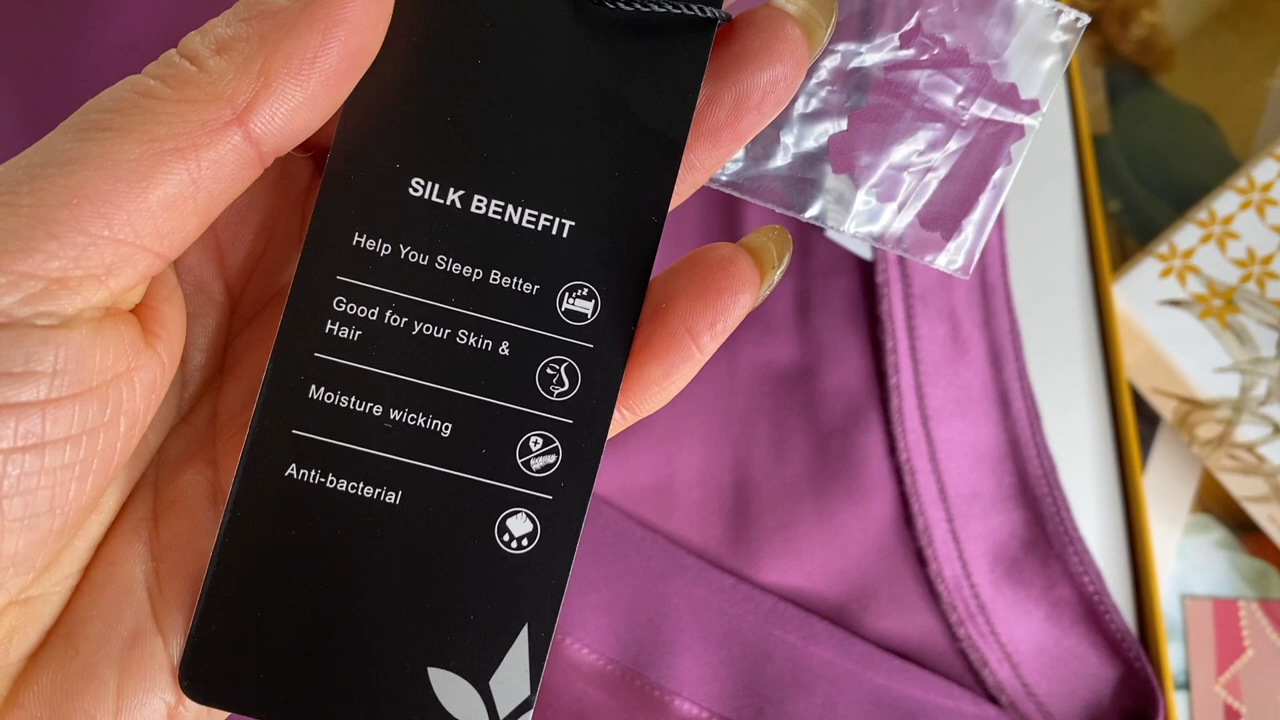 SILK BENEFIT
Help You Sleep Better
Good for your Skin &
Hair
Moisture wicking
Anti-bacterial